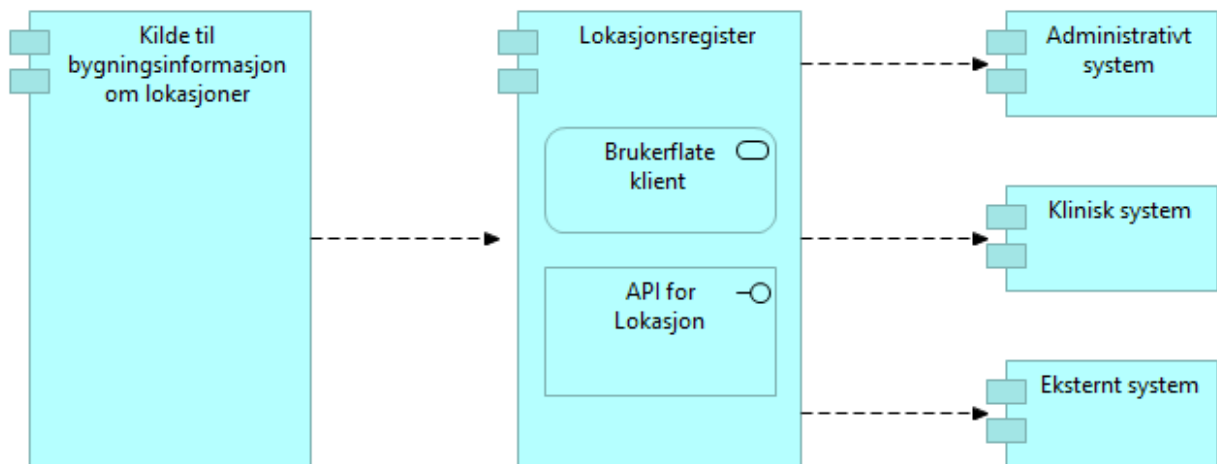 Kilde til
bygningsinformasjon
om lokasjoner
Lokasjonsregister
Brukerflate
klient
API for
Lokasjon
Administrativt
system
Klinisk system
Eksternt system